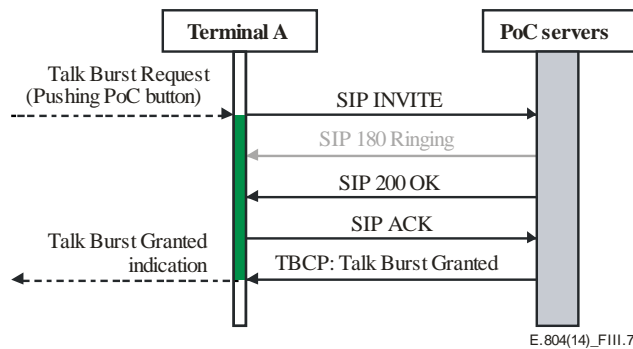 Terminal A
PoC servers
Talk Burst Request
(Pushing PoC button)
SIP INVITE
SIP 180 Ringing
SIP 200 OK
SIP ACK
Talk Burst Granted
indication
TBCP: Talk Burst Granted
E.804(14)_FIII.7